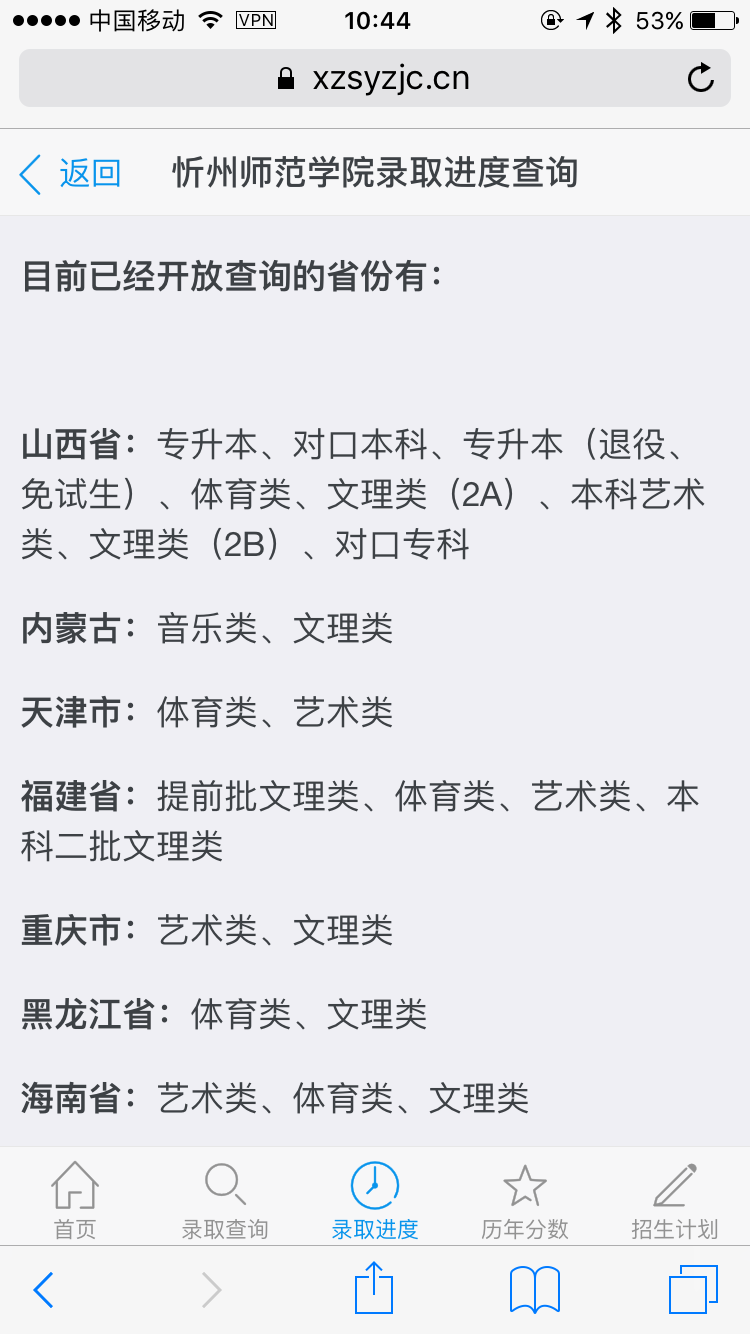 中国移动 VPN 10:44 53%
xzsyzjc.cn
返回 忻州师范学院录取进度查询
目前已经开放查询的省份有：
山西省：专升本、对口本科、专升本（退役、
免试生）、体育类、文理类（2A）、本科艺术
类、文理类（2B）、对口专科
内蒙古：音乐类、文理类
天津市：体育类、艺术类
福建省：提前批文理类、体育类、艺术类、本
科二批文理类
重庆市：艺术类、文理类
黑龙江省：体育类、文理类
海南省：艺术类、体育类、文理类
首页 录取查询 录取进度 历年分数 招生计划